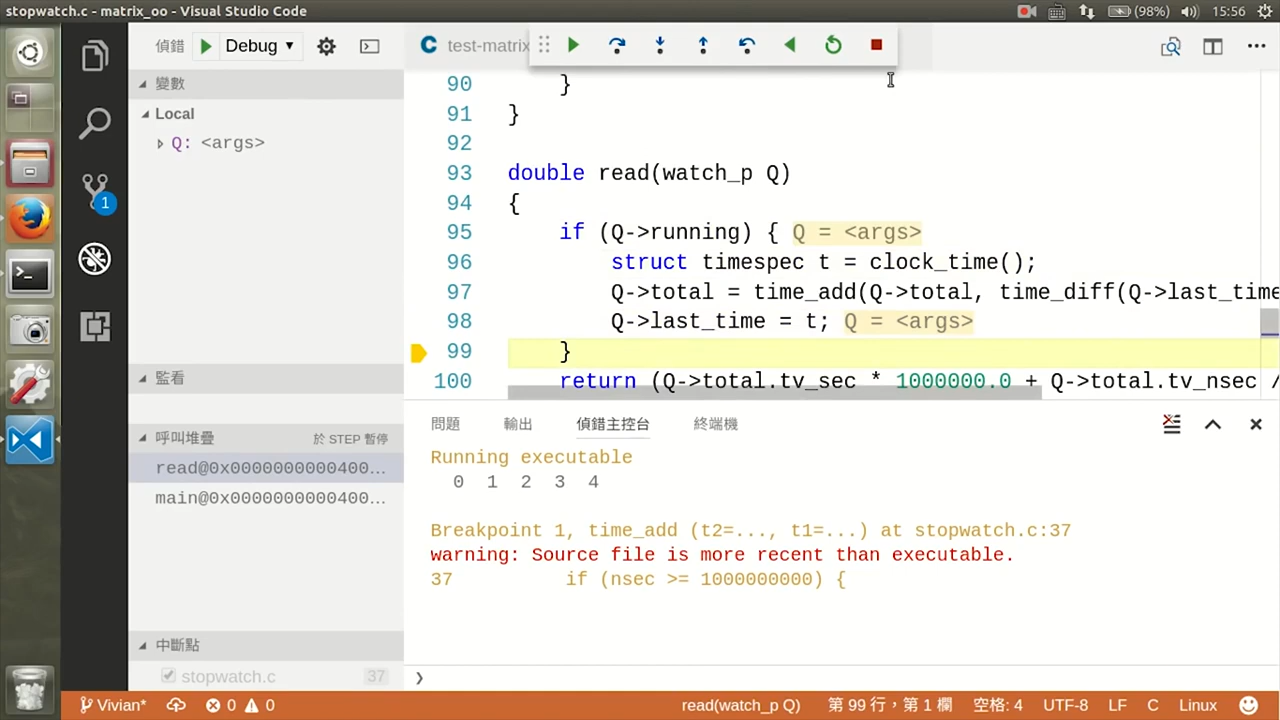 stopwatch.c - matrix_oo - Visual Studio Code
(98%)
15:56
偵錯
Debug
變數
Local
Q: <args>
監看
呼叫堆疊
於 STEP 暫停
read@0x0000000000400...
main@0x0000000000400...
中斷點
stopwatch.c
37
1
C
test-matrix
90 }
91 }
92
93 double read(watch_p Q)
94 {
95 if (Q->running) { Q = <args>
96 struct timespec t = clock_time();
97 Q->total = time_add(Q->total, time_diff(Q->last_time
98 Q->last_time = t; Q = <args>
99 }
100 return (Q->total.tv_sec * 1000000.0 + Q->total.tv_nsec /
問題
輸出
偵錯主控台
終端機
Running executable
0 1 2 3 4
Breakpoint 1, time_add (t2=..., t1=...) at stopwatch.c:37
warning: Source file is more recent than executable.
37 if (nsec >= 1000000000) {
❯
Vivian*
0
0
read(watch_p Q)
第 99 行，第 1 欄
空格: 4
UTF-8
LF
C
Linux